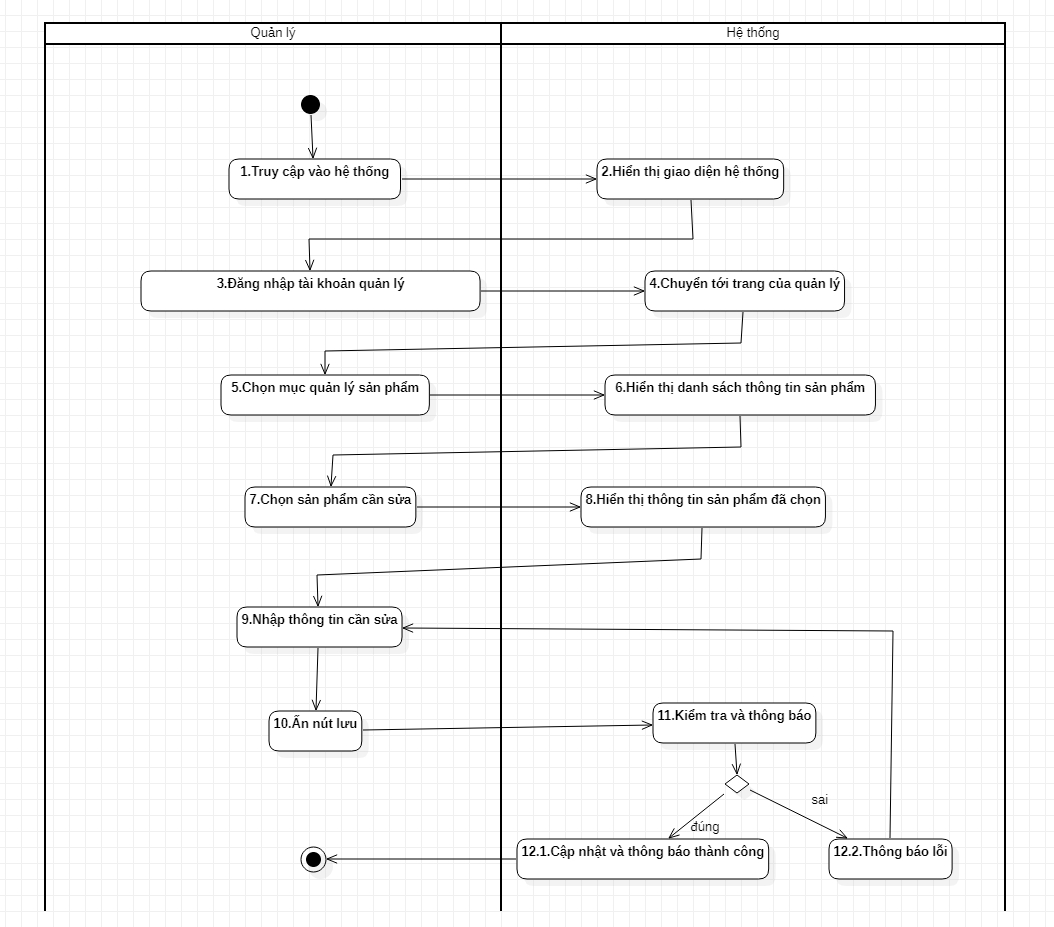 Quản lý
Hệ thống
1.Truy cập vào hệ thống
2.Hiển thị giao diện hệ thống
3.Đăng nhập tài khoản quản lý
4.Chuyển tới trang của quản lý
5.Chọn mục quản lý sản phẩm
6.Hiển thị danh sách thông tin sản phẩm
7.Chọn sản phẩm cần sửa
8.Hiển thị thông tin sản phẩm đã chọn
9.Nhập thông tin cần sửa
10.Ấn nút lưu
11.Kiểm tra và thông báo
sai
đúng
12.1.Cập nhật và thông báo thành công
12.2.Thông báo lỗi